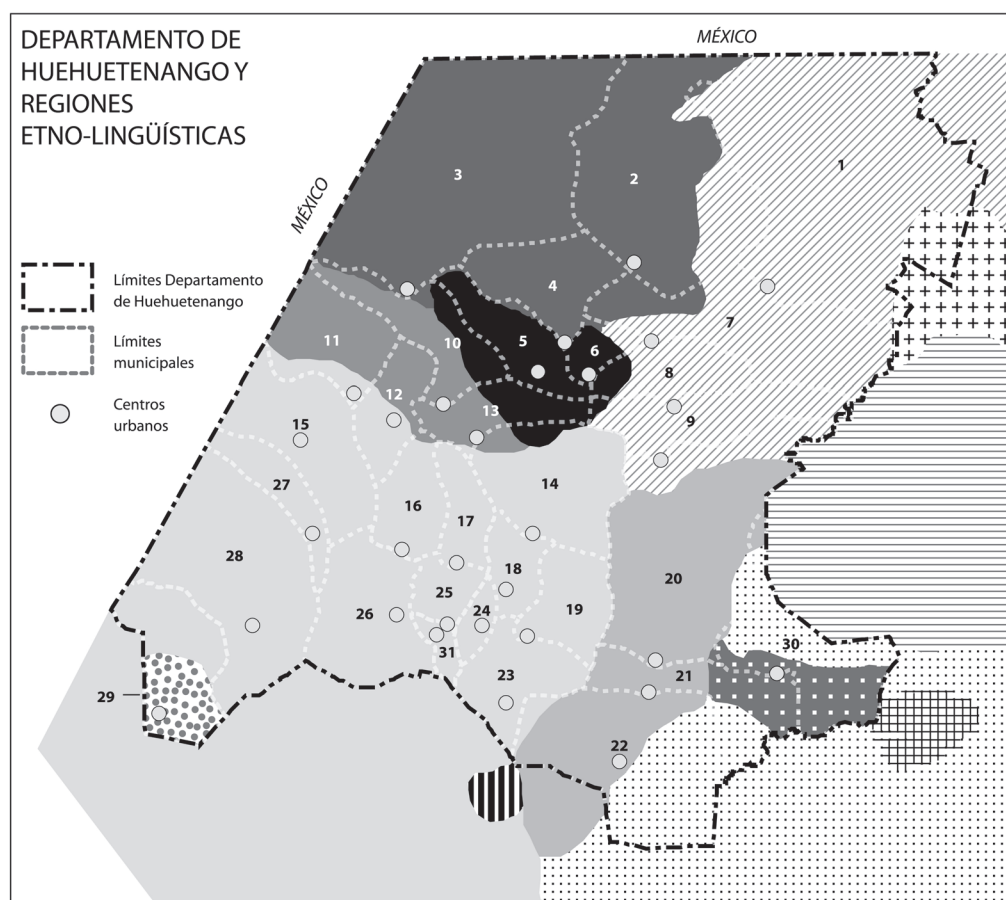 DEPARTAMENTO DE
HUEHUETENANGO Y
REGIONES
ETNO-LINGÜÍSTICAS
MÉXICO
MÉXICO
Límites Departamento
de Huehuetenango
Límites
municipales
Centros
urbanos
1
3
2
4
7
11
10
5
6
8
12
13
9
15
27
14
16
17
28
18
20
25
26
24
19
30
31
23
21
29
22